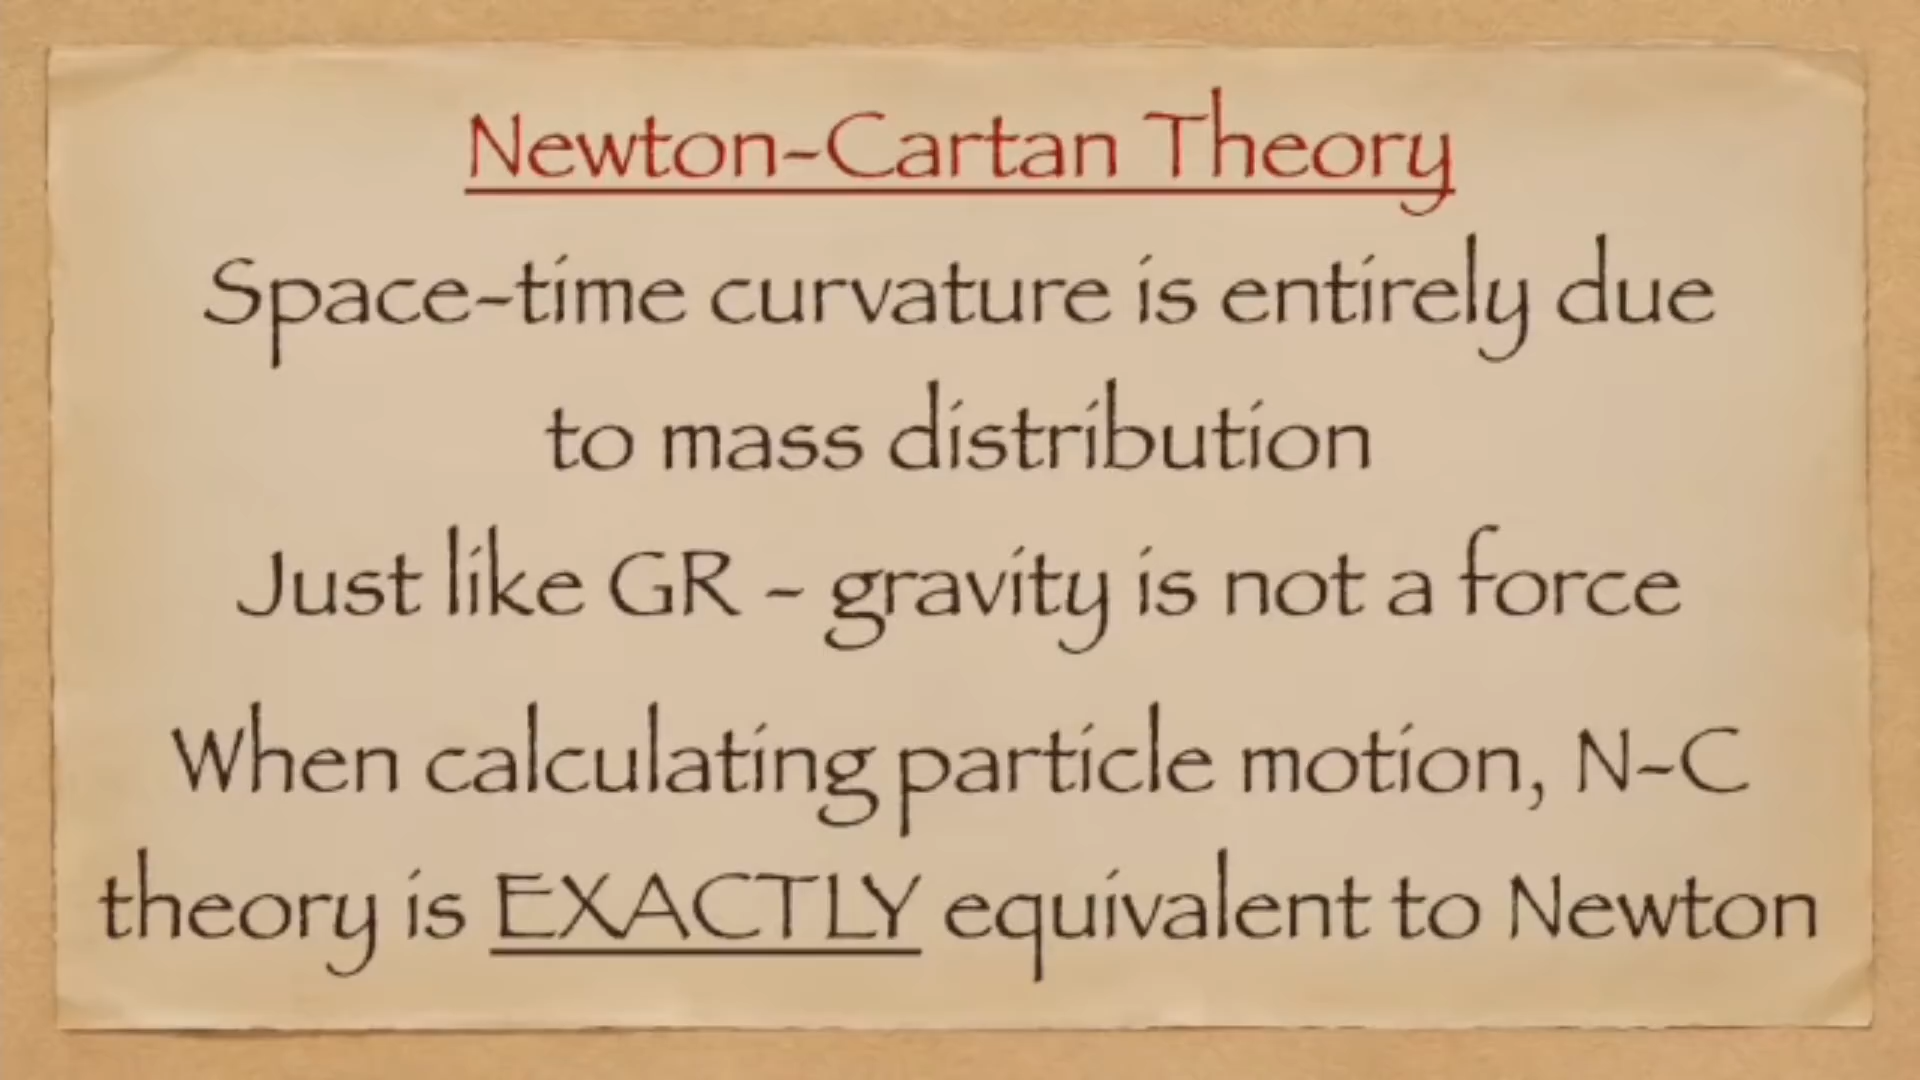 Newton-Cartan Theory
Space-time curvature is entirely due
to mass distribution
Just like GR - gravity is not a force
When calculating particle motion, N-C
theory is EXACTLY equivalent to Newton